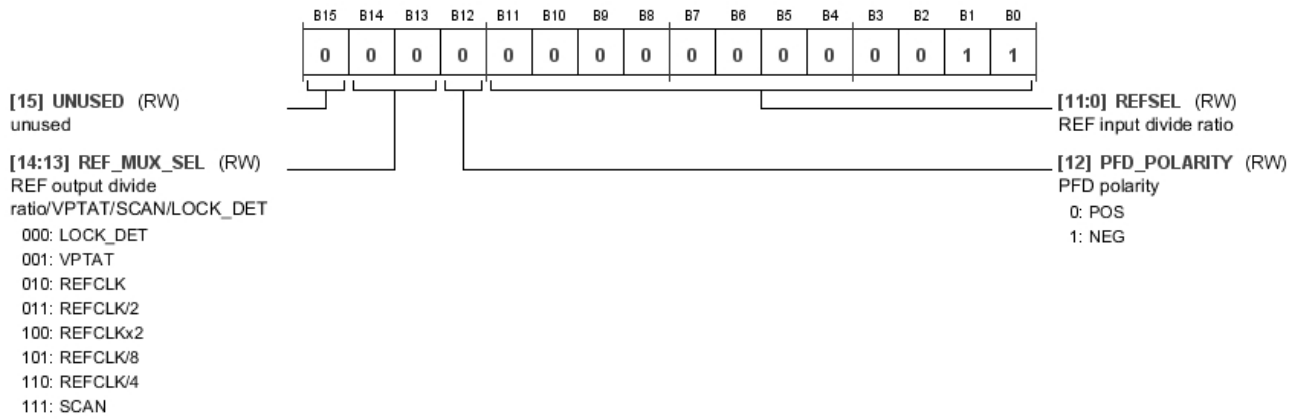 B15 B14 B13 B12 B11 B10 B9 B8 B7 B6 B5 B4 B3 B2 B1 B0
0 0 0 0 0 0 0 0 0 0 0 0 0 0 1 1
[15] UNUSED (RW)
unused
[14:13] REF_MUX_SEL (RW)
REF output divide
ratio/VPTAT/SCAN/LOCK_DET
000: LOCK_DET
001: VPTAT
010: REFCLK
011: REFCLK/2
100: REFCLKx2
101: REFCLK/8
110: REFCLK/4
111: SCAN
[11:0] REFSEL (RW)
REF input divide ratio
[12] PFD_POLARITY (RW)
PFD polarity
0: POS
1: NEG